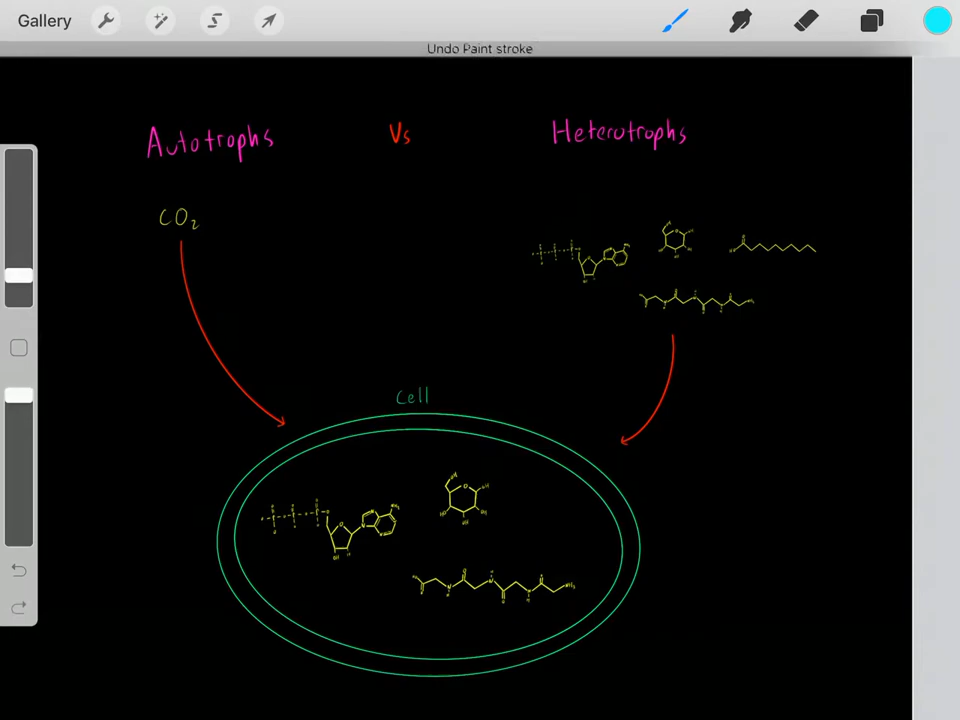 Gallery
Undo Paint stroke
Autotrophs Vs Heterotrophs
CO₂
Cell